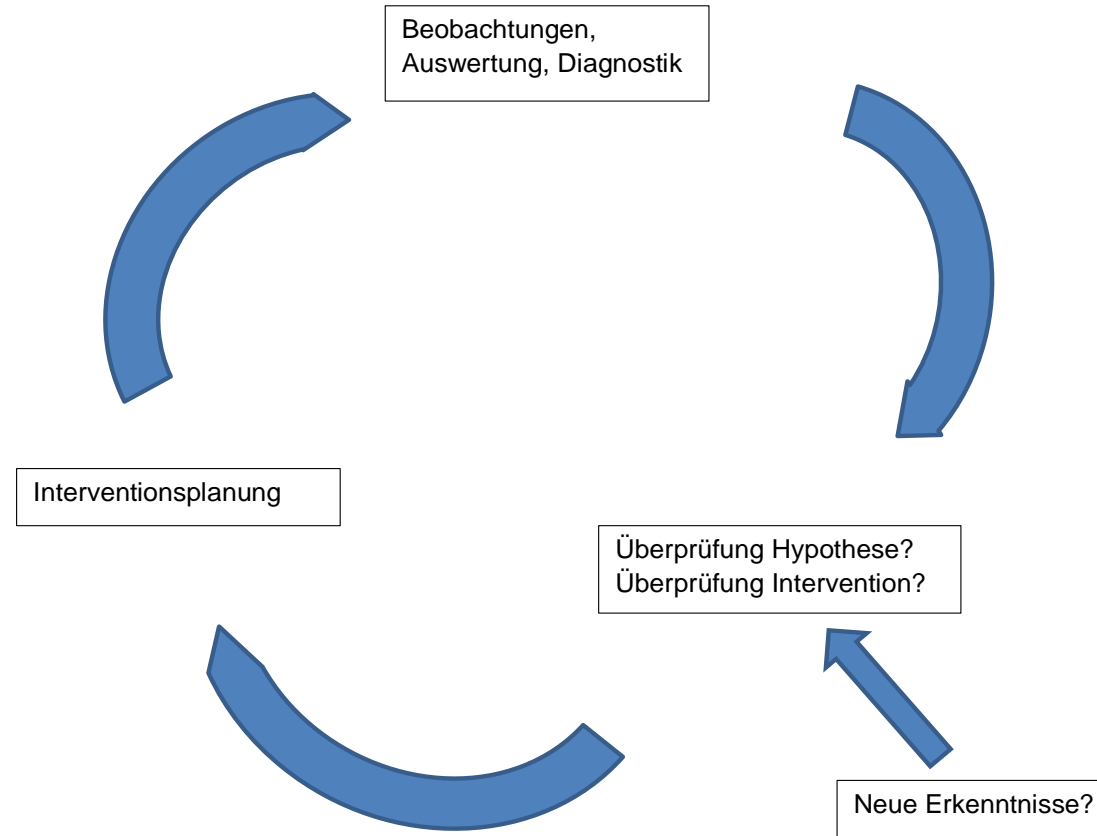 Beobachtungen,
Auswertung, Diagnostik
Interventionsplanung
Überprüfung Hypothese?
Überprüfung Intervention?
Neue Erkenntnisse?